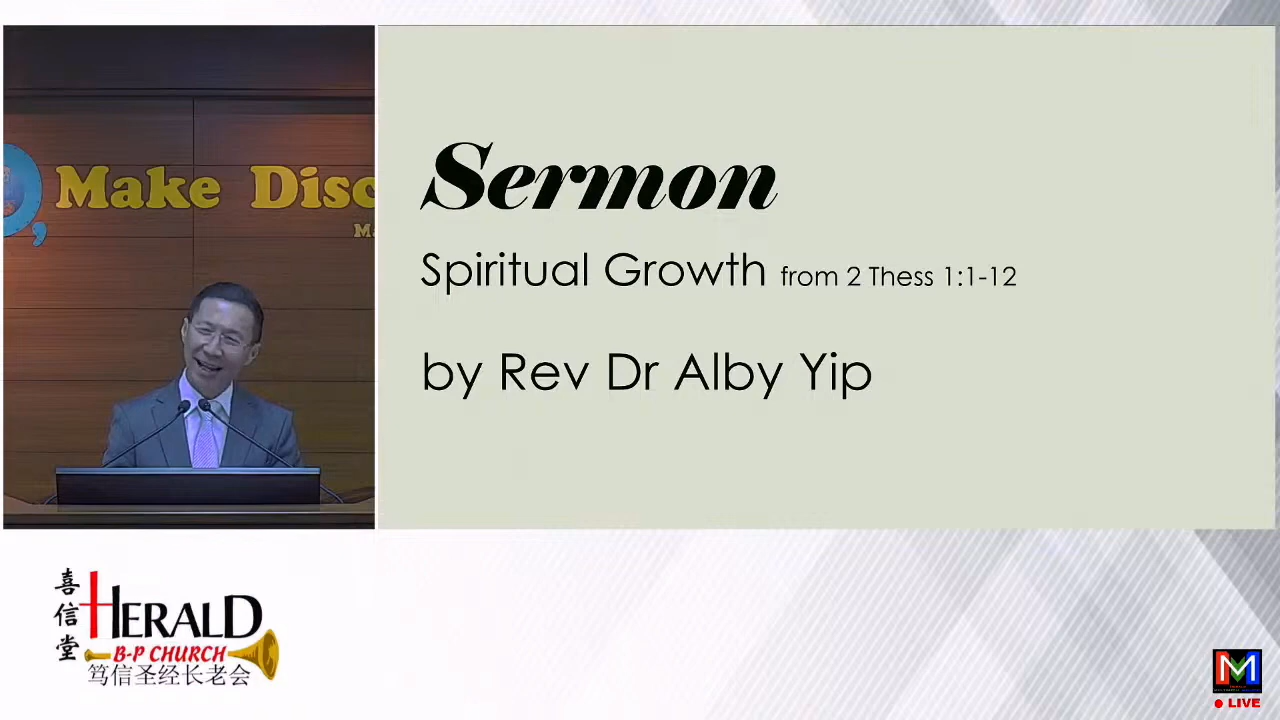 Make Disc
Sermon
Spiritual Growth from 2 Thess 1:1-12
by Rev Dr Alby Yip
喜信堂
HERALD
B-P CHURCH
笃信圣经长老会
LIVE